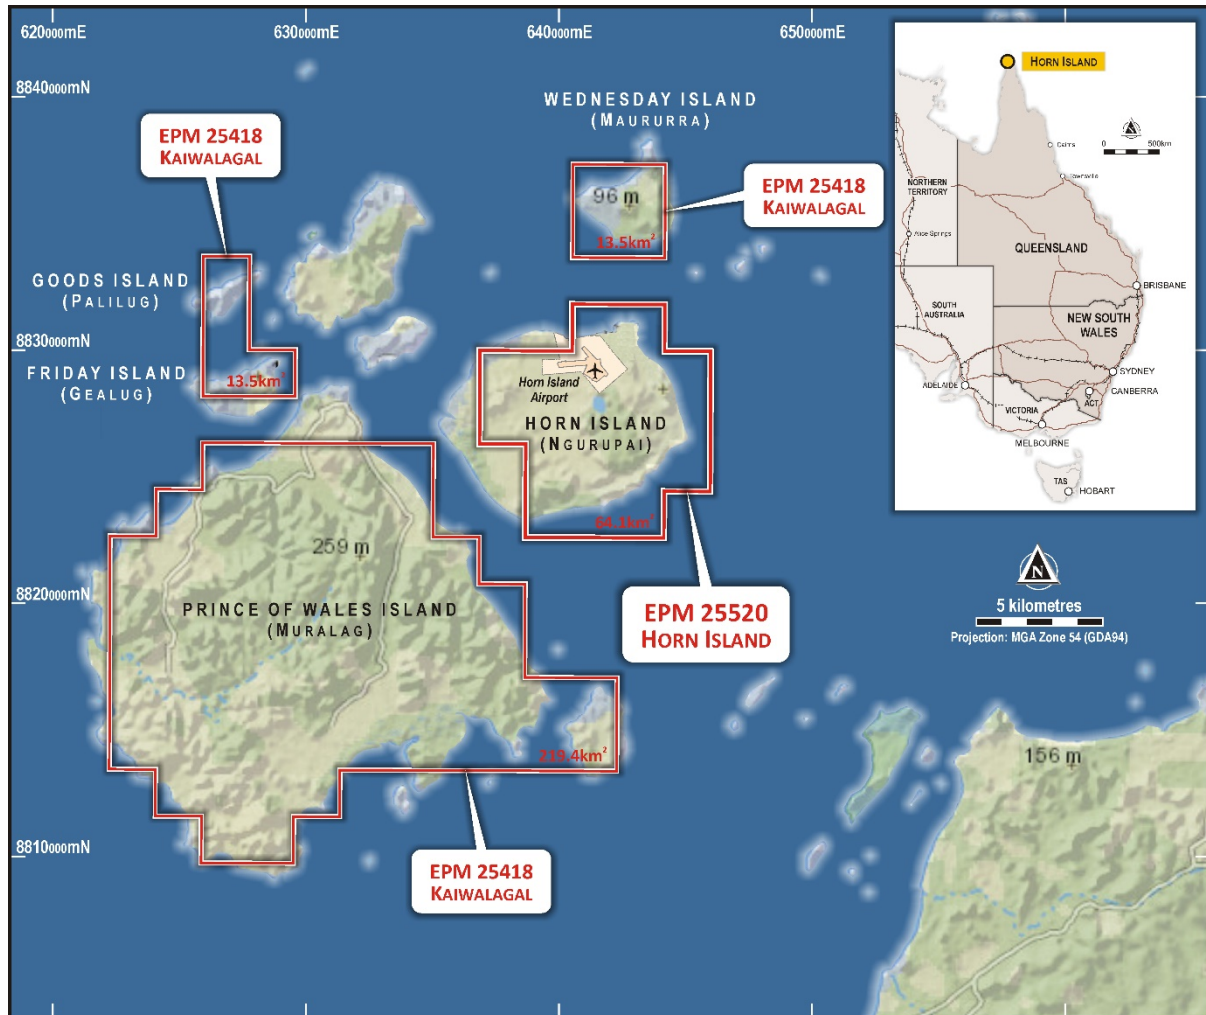 620000mE
630000mE
640000mE
650000mE
8840000mN
8830000mN
8820000mN
8810000mN
WEDNESDAY ISLAND
(MAURURRA)
EPM 25418
KAIWALAGAL
96 m
13.5km²
EPM 25418
KAIWALAGAL
GOODS ISLAND
(PALILUG)
FRIDAY ISLAND
(GEALUG)
13.5km²
Horn Island
Airport
HORN ISLAND
(NGURUPAI)
64.1km²
EPM 25520
HORN ISLAND
259 m
PRINCE OF WALES ISLAND
(MURALAG)
219.4km²
EPM 25418
KAIWALAGAL
156 m
N
5 kilometres
Projection: MGA Zone 54 (GDA94)
HORN ISLAND
N
0 500km
Cairns
Townsville
NORTHERN
TERRITORY
Alice Springs
QUEENSLAND
BRISBANE
SOUTH
AUSTRALIA
NEW SOUTH
WALES
SYDNEY
ADELAIDE
CANBERRA
ACT
VICTORIA
MELBOURNE
TAS
HOBART